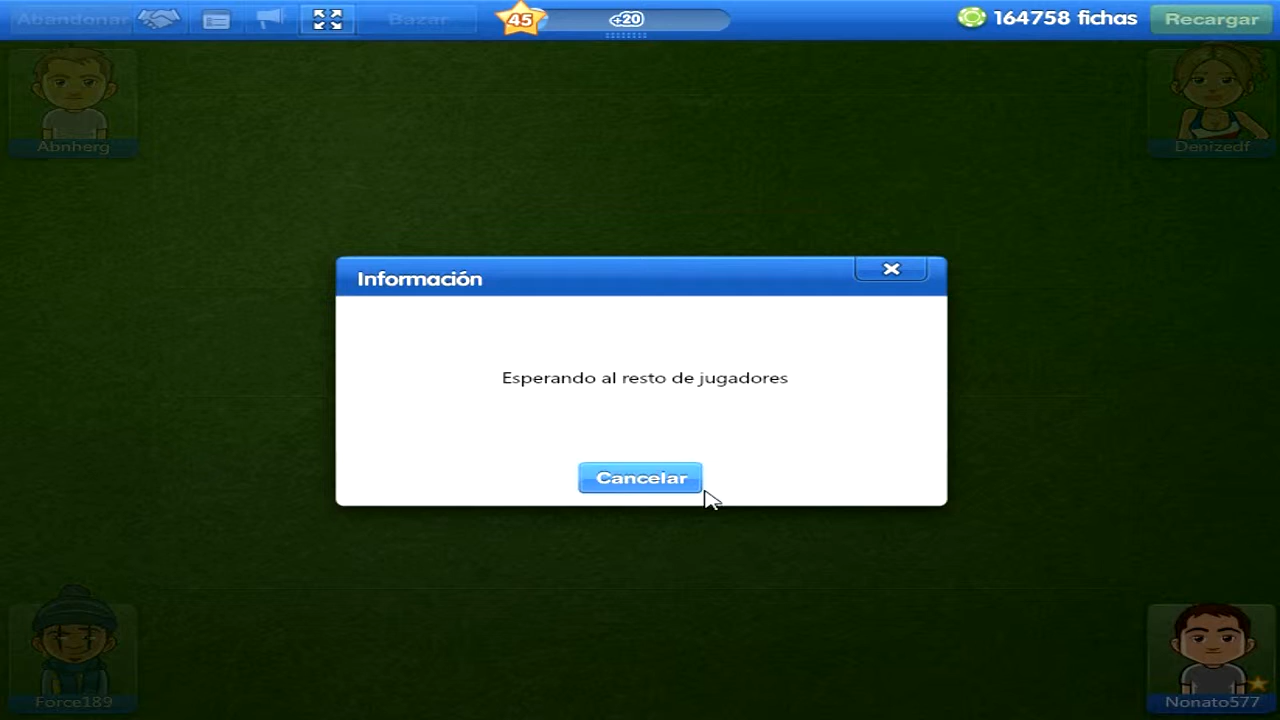 Abandonar
Bazar
45
+20
164758 fichas
Recargar
Abnherg
Denizedf
Información
Esperando al resto de jugadores
Cancelar
Force189
Nonato577